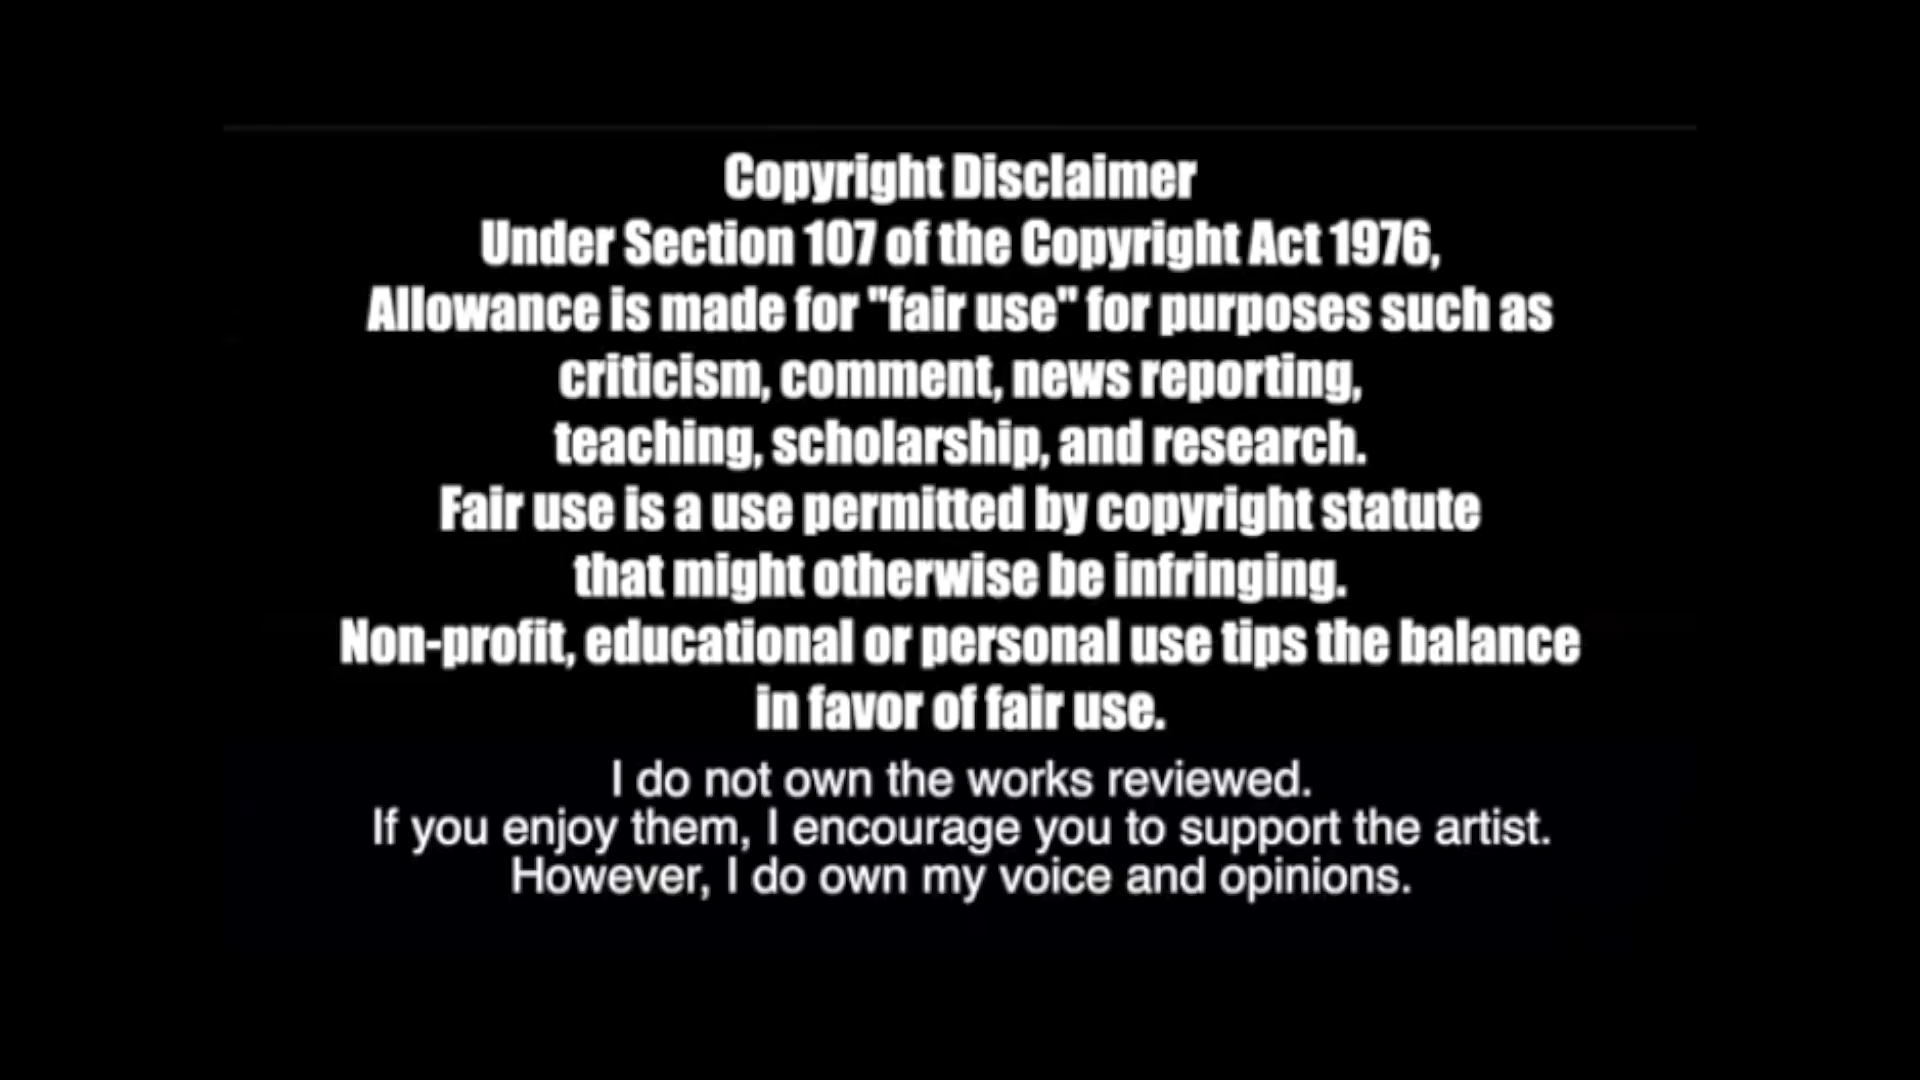 Copyright Disclaimer
Under Section 107 of the Copyright Act 1976,
Allowance is made for "fair use" for purposes such as
criticism, comment, news reporting,
teaching, scholarship, and research.
Fair use is a use permitted by copyright statute
that might otherwise be infringing.
Non-profit, educational or personal use tips the balance
in favor of fair use.
I do not own the works reviewed.
If you enjoy them, I encourage you to support the artist.
However, I do own my voice and opinions.